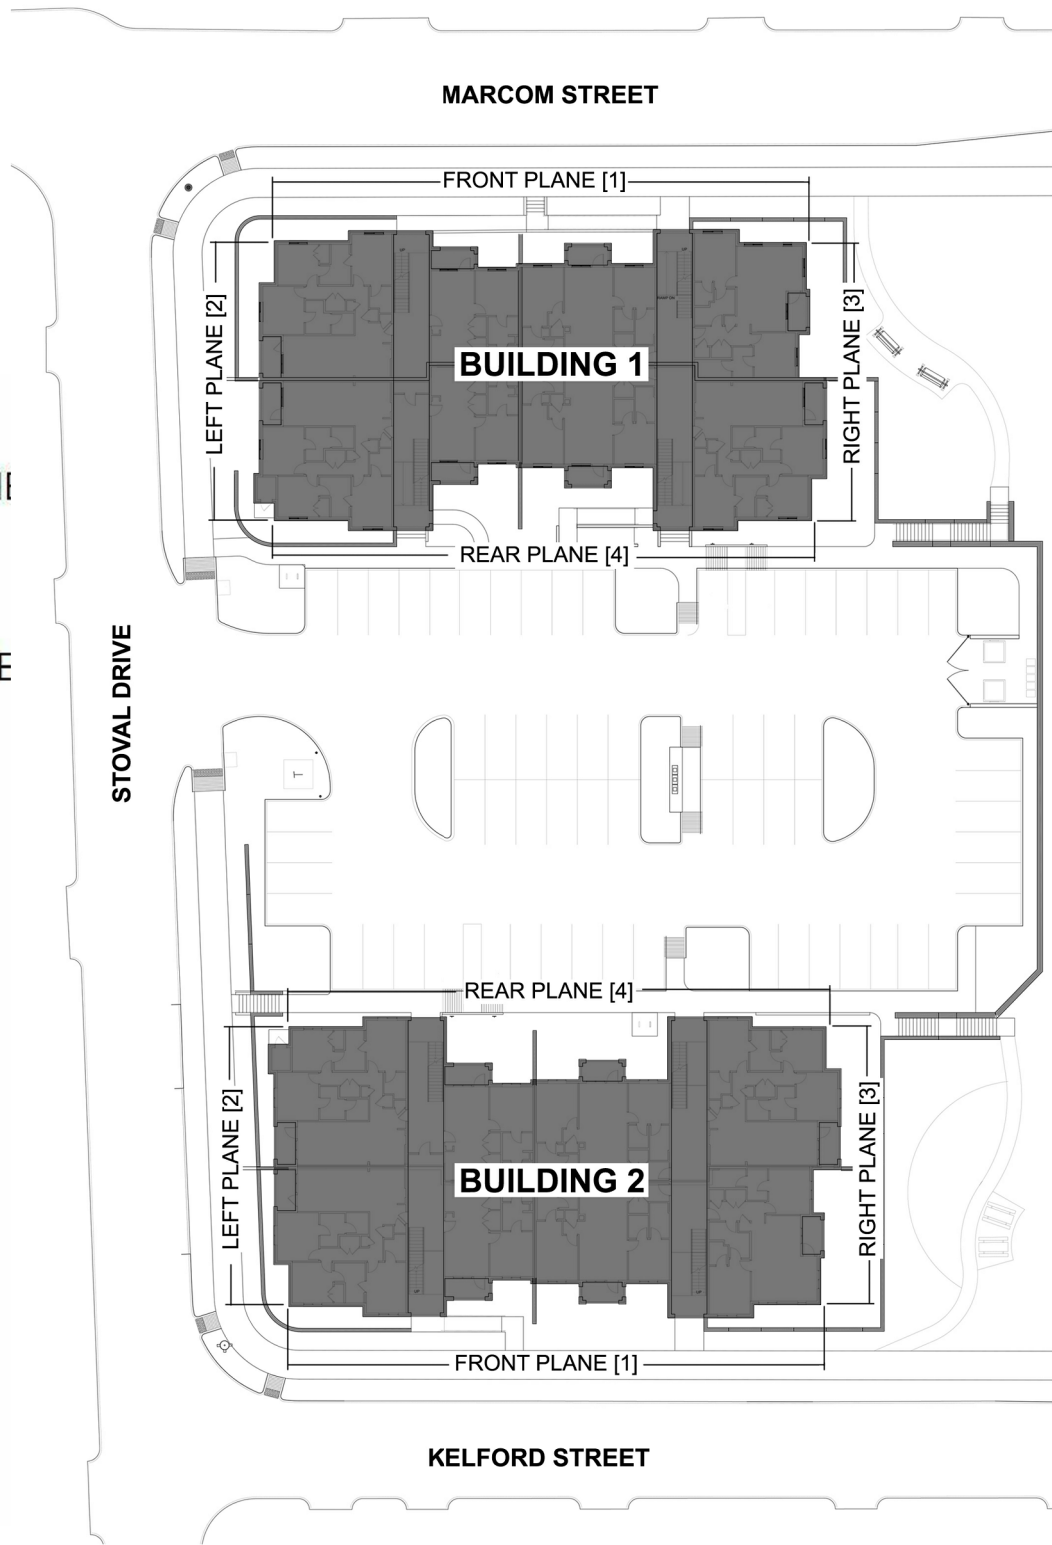 MARCOM STREET
FRONT PLANE [1]
LEFT PLANE [2]
RIGHT PLANE [3]
BUILDING 1
REAR PLANE [4]
STOVAL DRIVE
T
REAR PLANE [4]
LEFT PLANE [2]
RIGHT PLANE [3]
BUILDING 2
FRONT PLANE [1]
KELFORD STREET